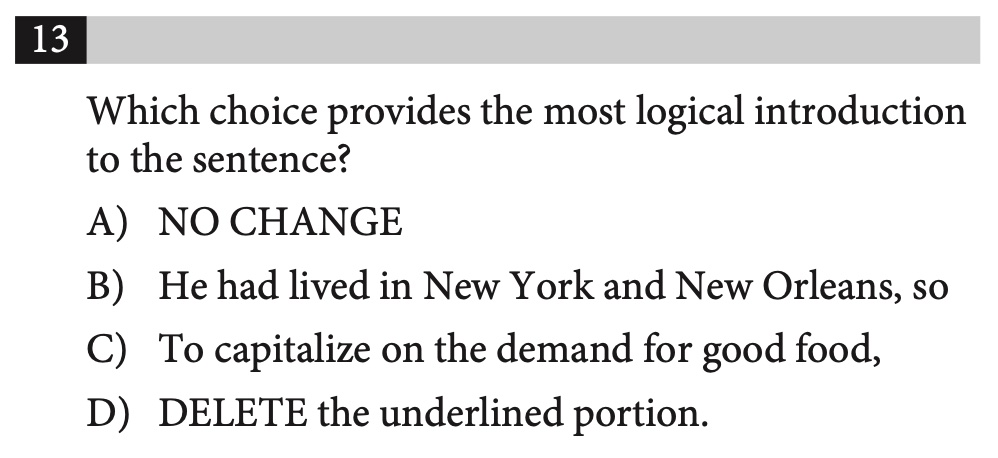 13
Which choice provides the most logical introduction
to the sentence?
A) NO CHANGE
B) He had lived in New York and New Orleans, so
C) To capitalize on the demand for good food,
D) DELETE the underlined portion.